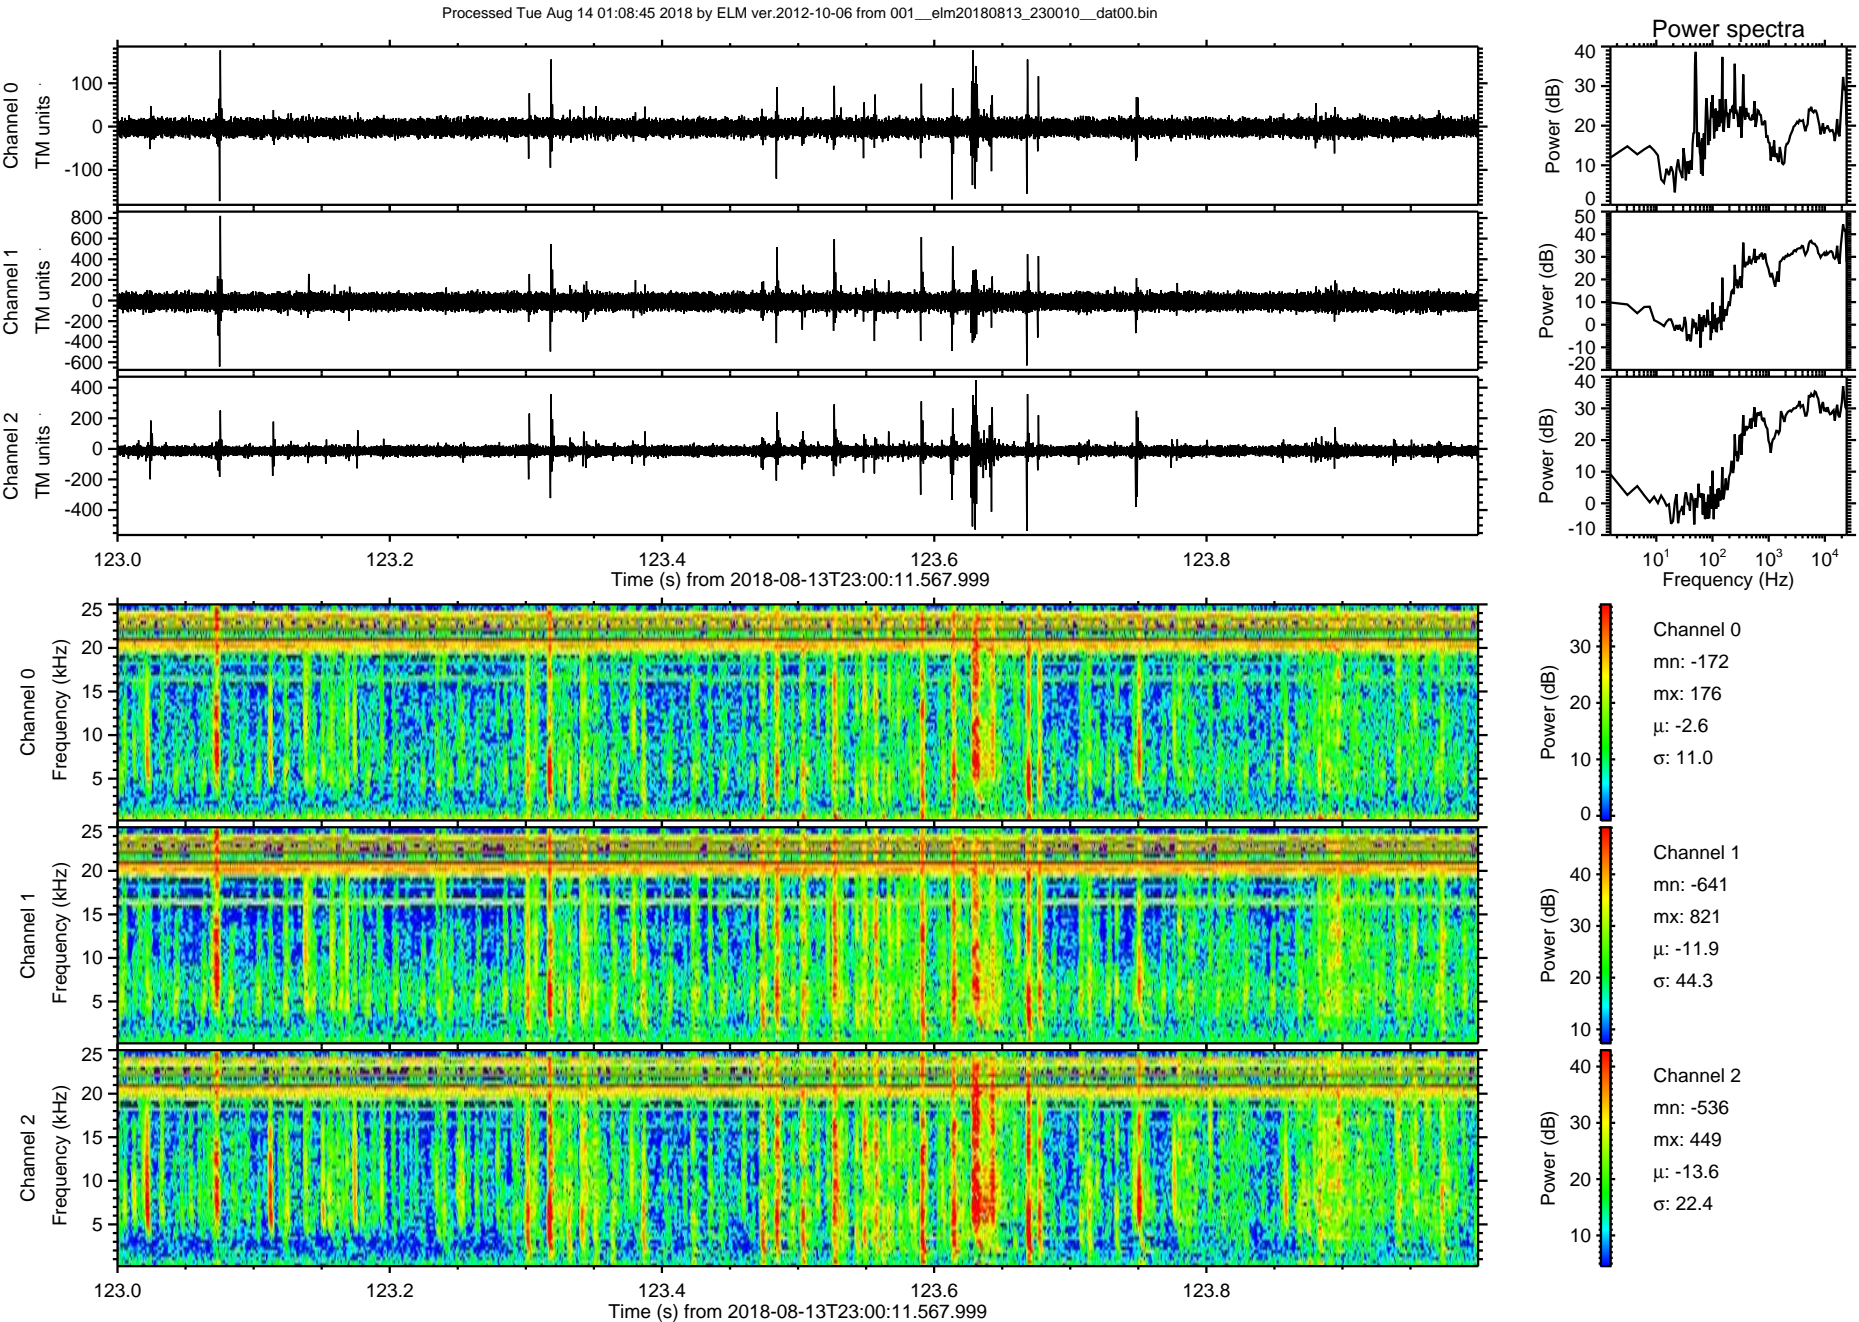 Processed Tue Aug 14 01:08:45 2018 by ELM ver.2012-10-06 from 001__elm20180813_230010__dat00.bin
Power spectra
Channel 0
TM units
100
0
-100
Power (dB)
40
30
20
10
0
Channel 1
TM units
800
600
400
200
0
-200
-400
-600
Power (dB)
50
40
30
20
10
0
-10
-20
Channel 2
TM units
400
200
0
-200
-400
Power (dB)
40
30
20
10
0
-10
123.0 123.2 123.4 123.6 123.8
Time (s) from 2018-08-13T23:00:11.567.999
10^1 10^2 10^3 10^4
Frequency (Hz)
Channel 0
Frequency (kHz)
25
20
15
10
5
Power (dB)
30
20
10
0
Channel 0
mn: -172
mx: 176
μ: -2.6
σ: 11.0
Channel 1
Frequency (kHz)
25
20
15
10
5
Power (dB)
40
30
20
10
Channel 1
mn: -641
mx: 821
μ: -11.9
σ: 44.3
Channel 2
Frequency (kHz)
25
20
15
10
5
Power (dB)
40
30
20
10
Channel 2
mn: -536
mx: 449
μ: -13.6
σ: 22.4
123.0 123.2 123.4 123.6 123.8
Time (s) from 2018-08-13T23:00:11.567.999